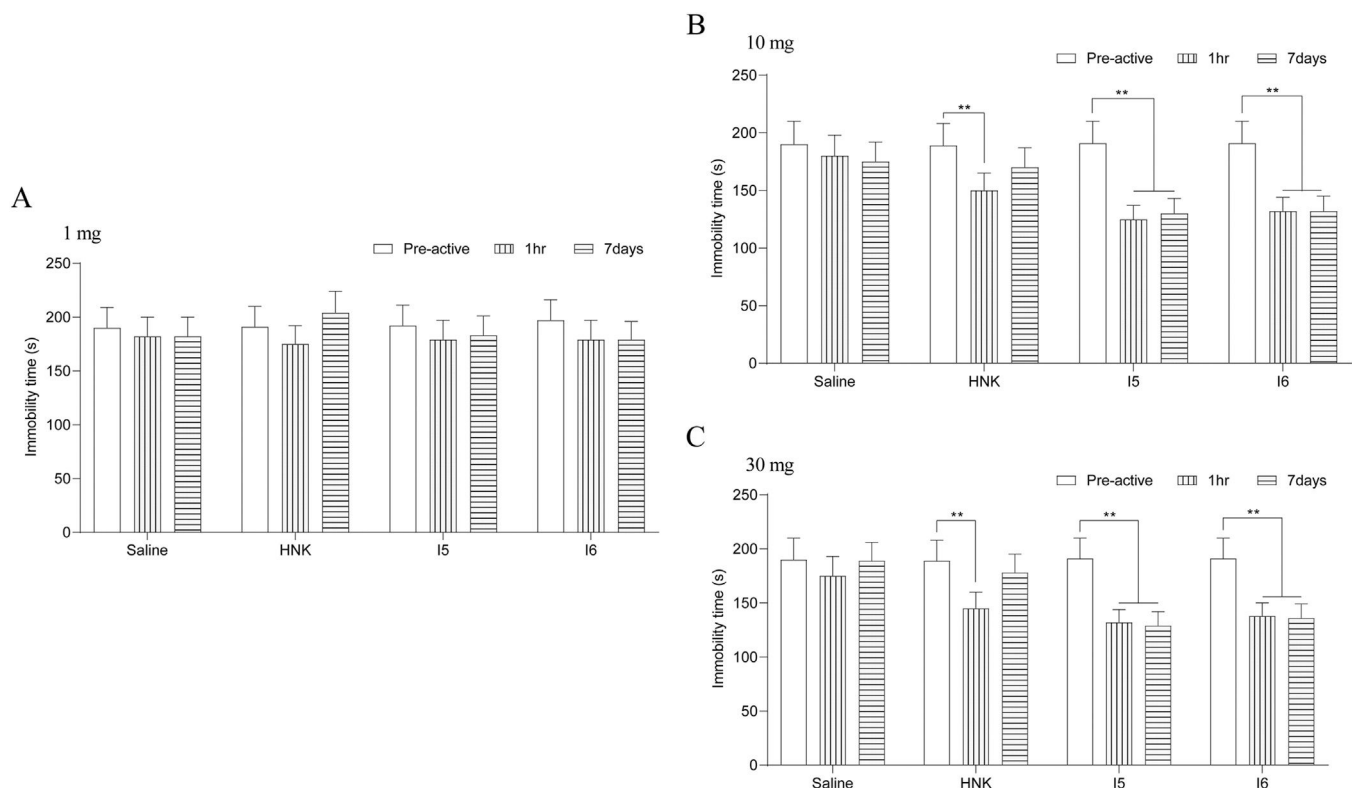 A
1 mg
Pre-active 1hr 7days
Immobility time (s)
250
200
150
100
50
0
Saline HNK I5 I6
B
10 mg
Pre-active 1hr 7days
Immobility time (s)
250
200
150
100
50
0
** ** **
Saline HNK I5 I6
C
30 mg
Pre-active 1hr 7days
Immobility time (s)
250
200
150
100
50
0
** ** **
Saline HNK I5 I6